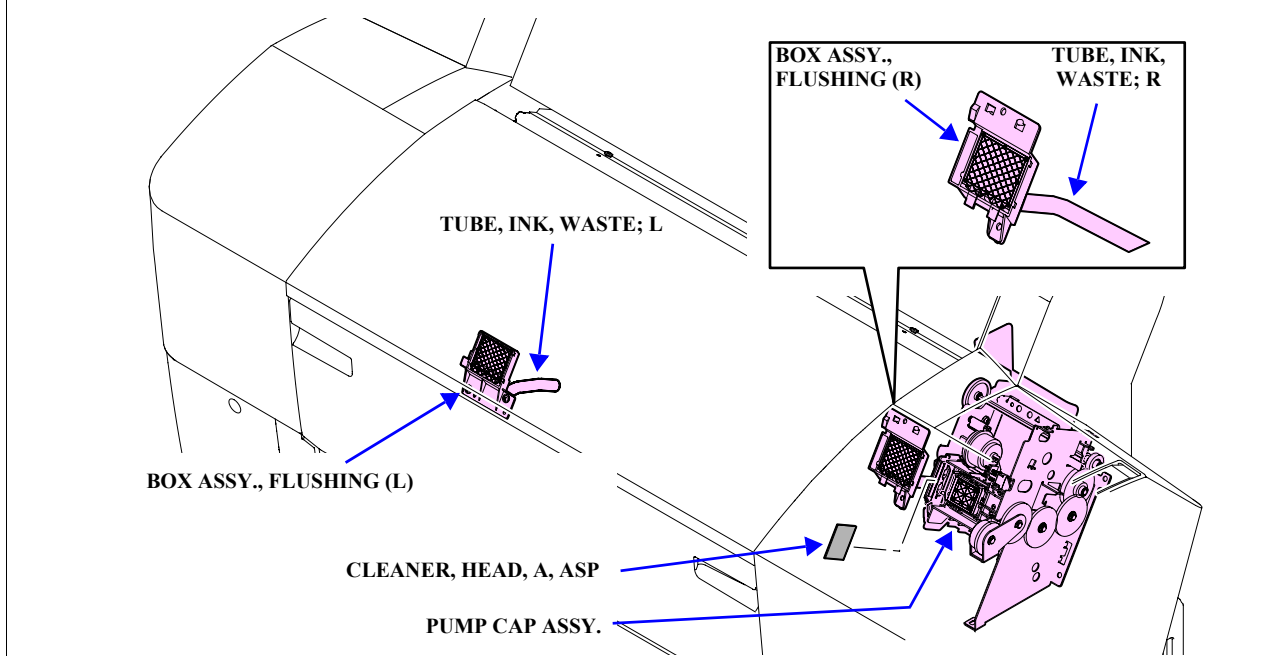 BOX ASSY.,
FLUSHING (R)
TUBE, INK,
WASTE; R
TUBE, INK, WASTE; L
BOX ASSY., FLUSHING (L)
CLEANER, HEAD, A, ASP
PUMP CAP ASSY.